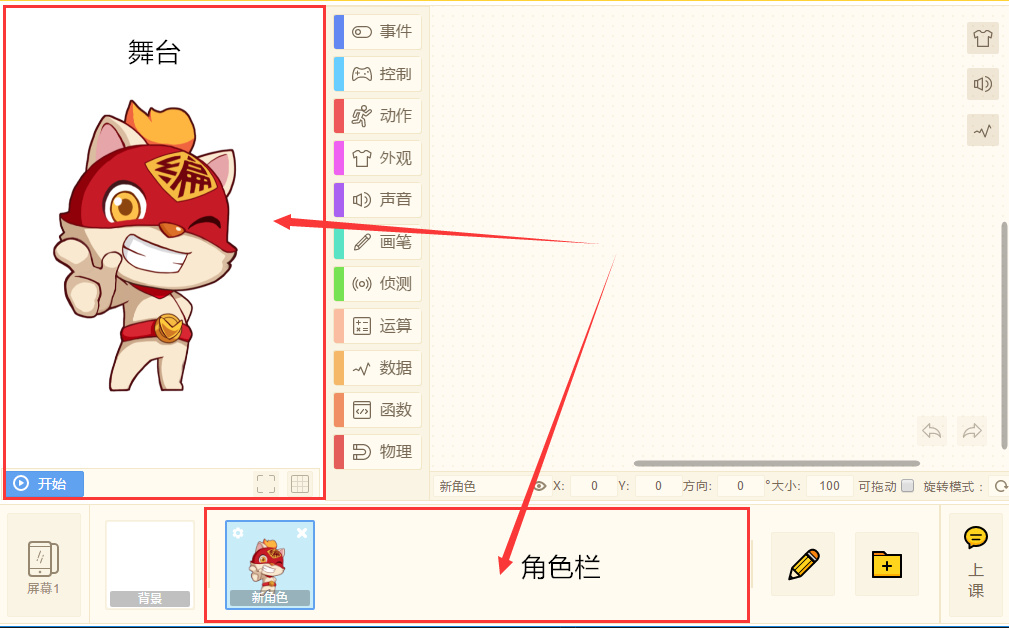 舞台
编
开始
事件
控制
动作
外观
声音
画笔
侦测
运算
数据
函数
物理
新角色 X: 0 Y: 0 方向: 0 °大小: 100 可拖动 旋转模式:
屏幕1
背景
新角色
角色栏
上
课